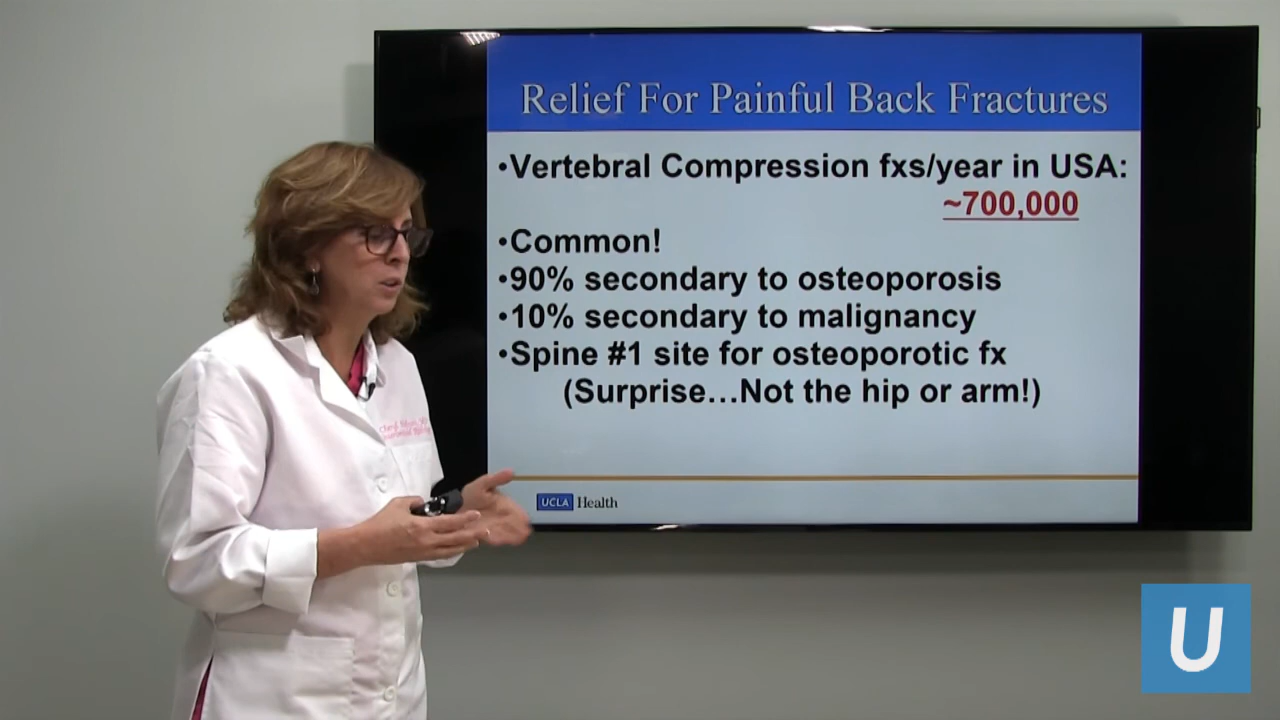 Relief For Painful Back Fractures
•Vertebral Compression fxs/year in USA:
~700,000
•Common!
•90% secondary to osteoporosis
•10% secondary to malignancy
•Spine #1 site for osteoporotic fx
(Surprise…Not the hip or arm!)
UCLA Health
U